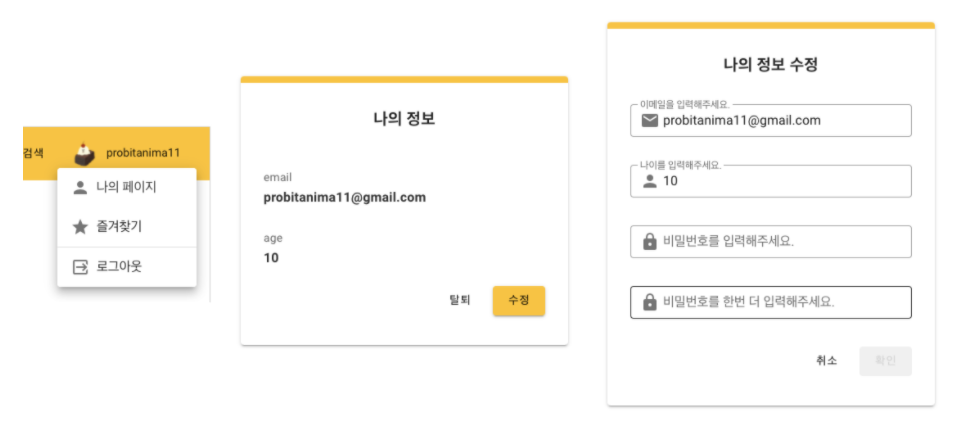 검색
probitanima11
나의 페이지
즐겨찾기
로그아웃
나의 정보
email
probitanima11@gmail.com
age
10
탈퇴
수정
나의 정보 수정
이메일을 입력해주세요.
probitanima11@gmail.com
나이를 입력해주세요.
10
비밀번호를 입력해주세요.
비밀번호를 한번 더 입력해주세요.
취소
확인